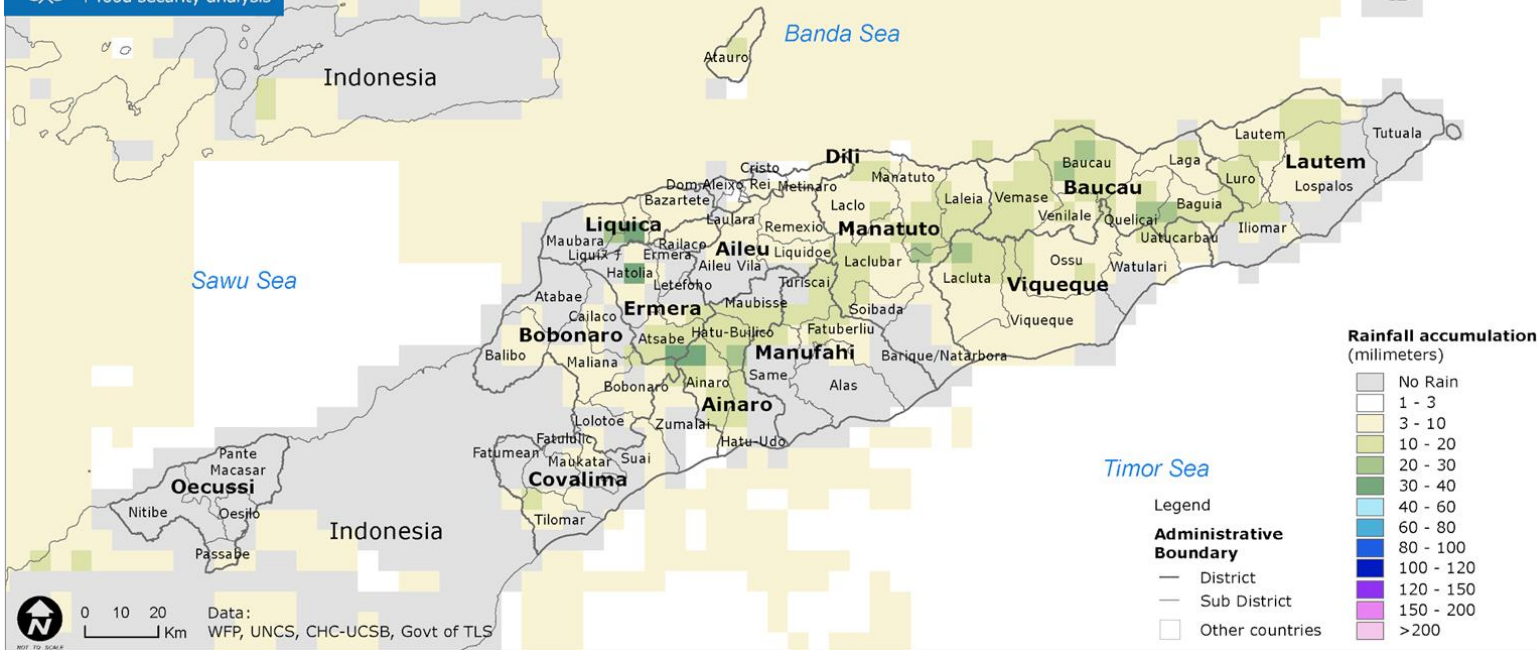 food security analysis
Banda Sea
Atauro
Indonesia
Tutuala
Lautem
Lautem
Lospalos
Laga
Luro
Baucau
Baucau
Baguia
Iliomar
Dili
Cristo
Rei
Dom Aleixo
Metinaro
Manatuto
Laleia
Vemase
Venilale
Quelicai
Uatucarbau
Bazartete
Laulara
Remexio
Laclo
Manatuto
Ossu
Watulari
Liquica
Maubara
Railaco
Aileu
Liquidoe
Laclubar
Lacluta
Viqueque
Ermera
Aileu Vila
Hatolia
Letefoho
Turiscai
Soibada
Viqueque
Sawu Sea
Atabae
Ermera
Maubisse
Cailaco
Bobonaro
Atsabe
Hatu-Builico
Fatuberliu
Manufahi
Barique/Natarbora
Balibo
Maliana
Bobonaro
Ainaro
Same
Alas
Ainaro
Lolotoe
Zumalai
Hatu-Udo
Fatululic
Fatumean
Maukatar
Suai
Covalima
Tilomar
Timor Sea
Pante
Macasar
Oecussi
Nitibe
Oesilo
Passabe
Indonesia
Rainfall accumulation
(milimeters)
No Rain
1 - 3
3 - 10
10 - 20
20 - 30
30 - 40
40 - 60
60 - 80
80 - 100
100 - 120
120 - 150
150 - 200
>200
Legend
Administrative
Boundary
District
Sub District
Other countries
N
NOT TO SCALE
0 10 20
Km
Data:
WFP, UNCS, CHC-UCSB, Govt of TLS